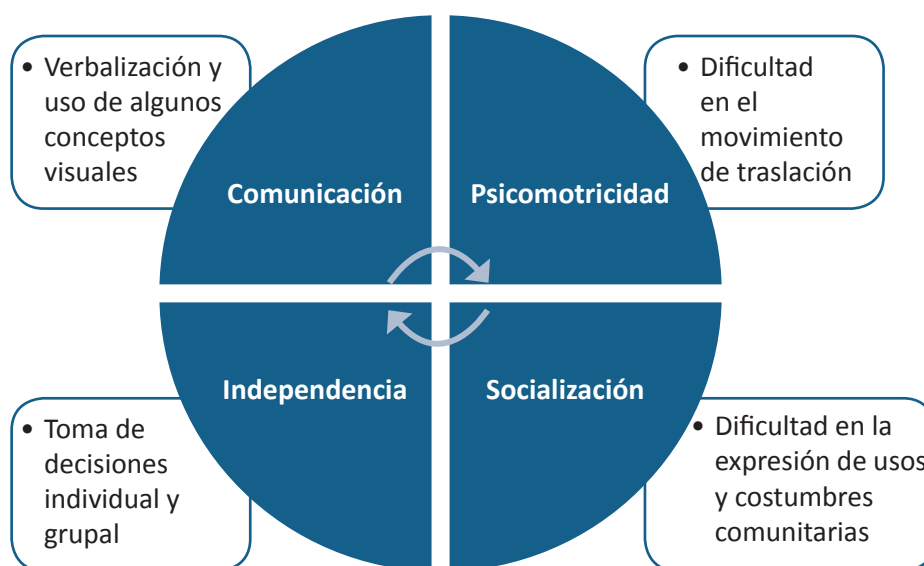 • Verbalización y
uso de algunos
conceptos
visuales
Comunicación
Psicomotricidad
• Dificultad
en el
movimiento
de traslación
Independencia
Socialización
• Toma de
decisiones
individual y
grupal
• Dificultad en la
expresión de usos
y costumbres
comunitarias